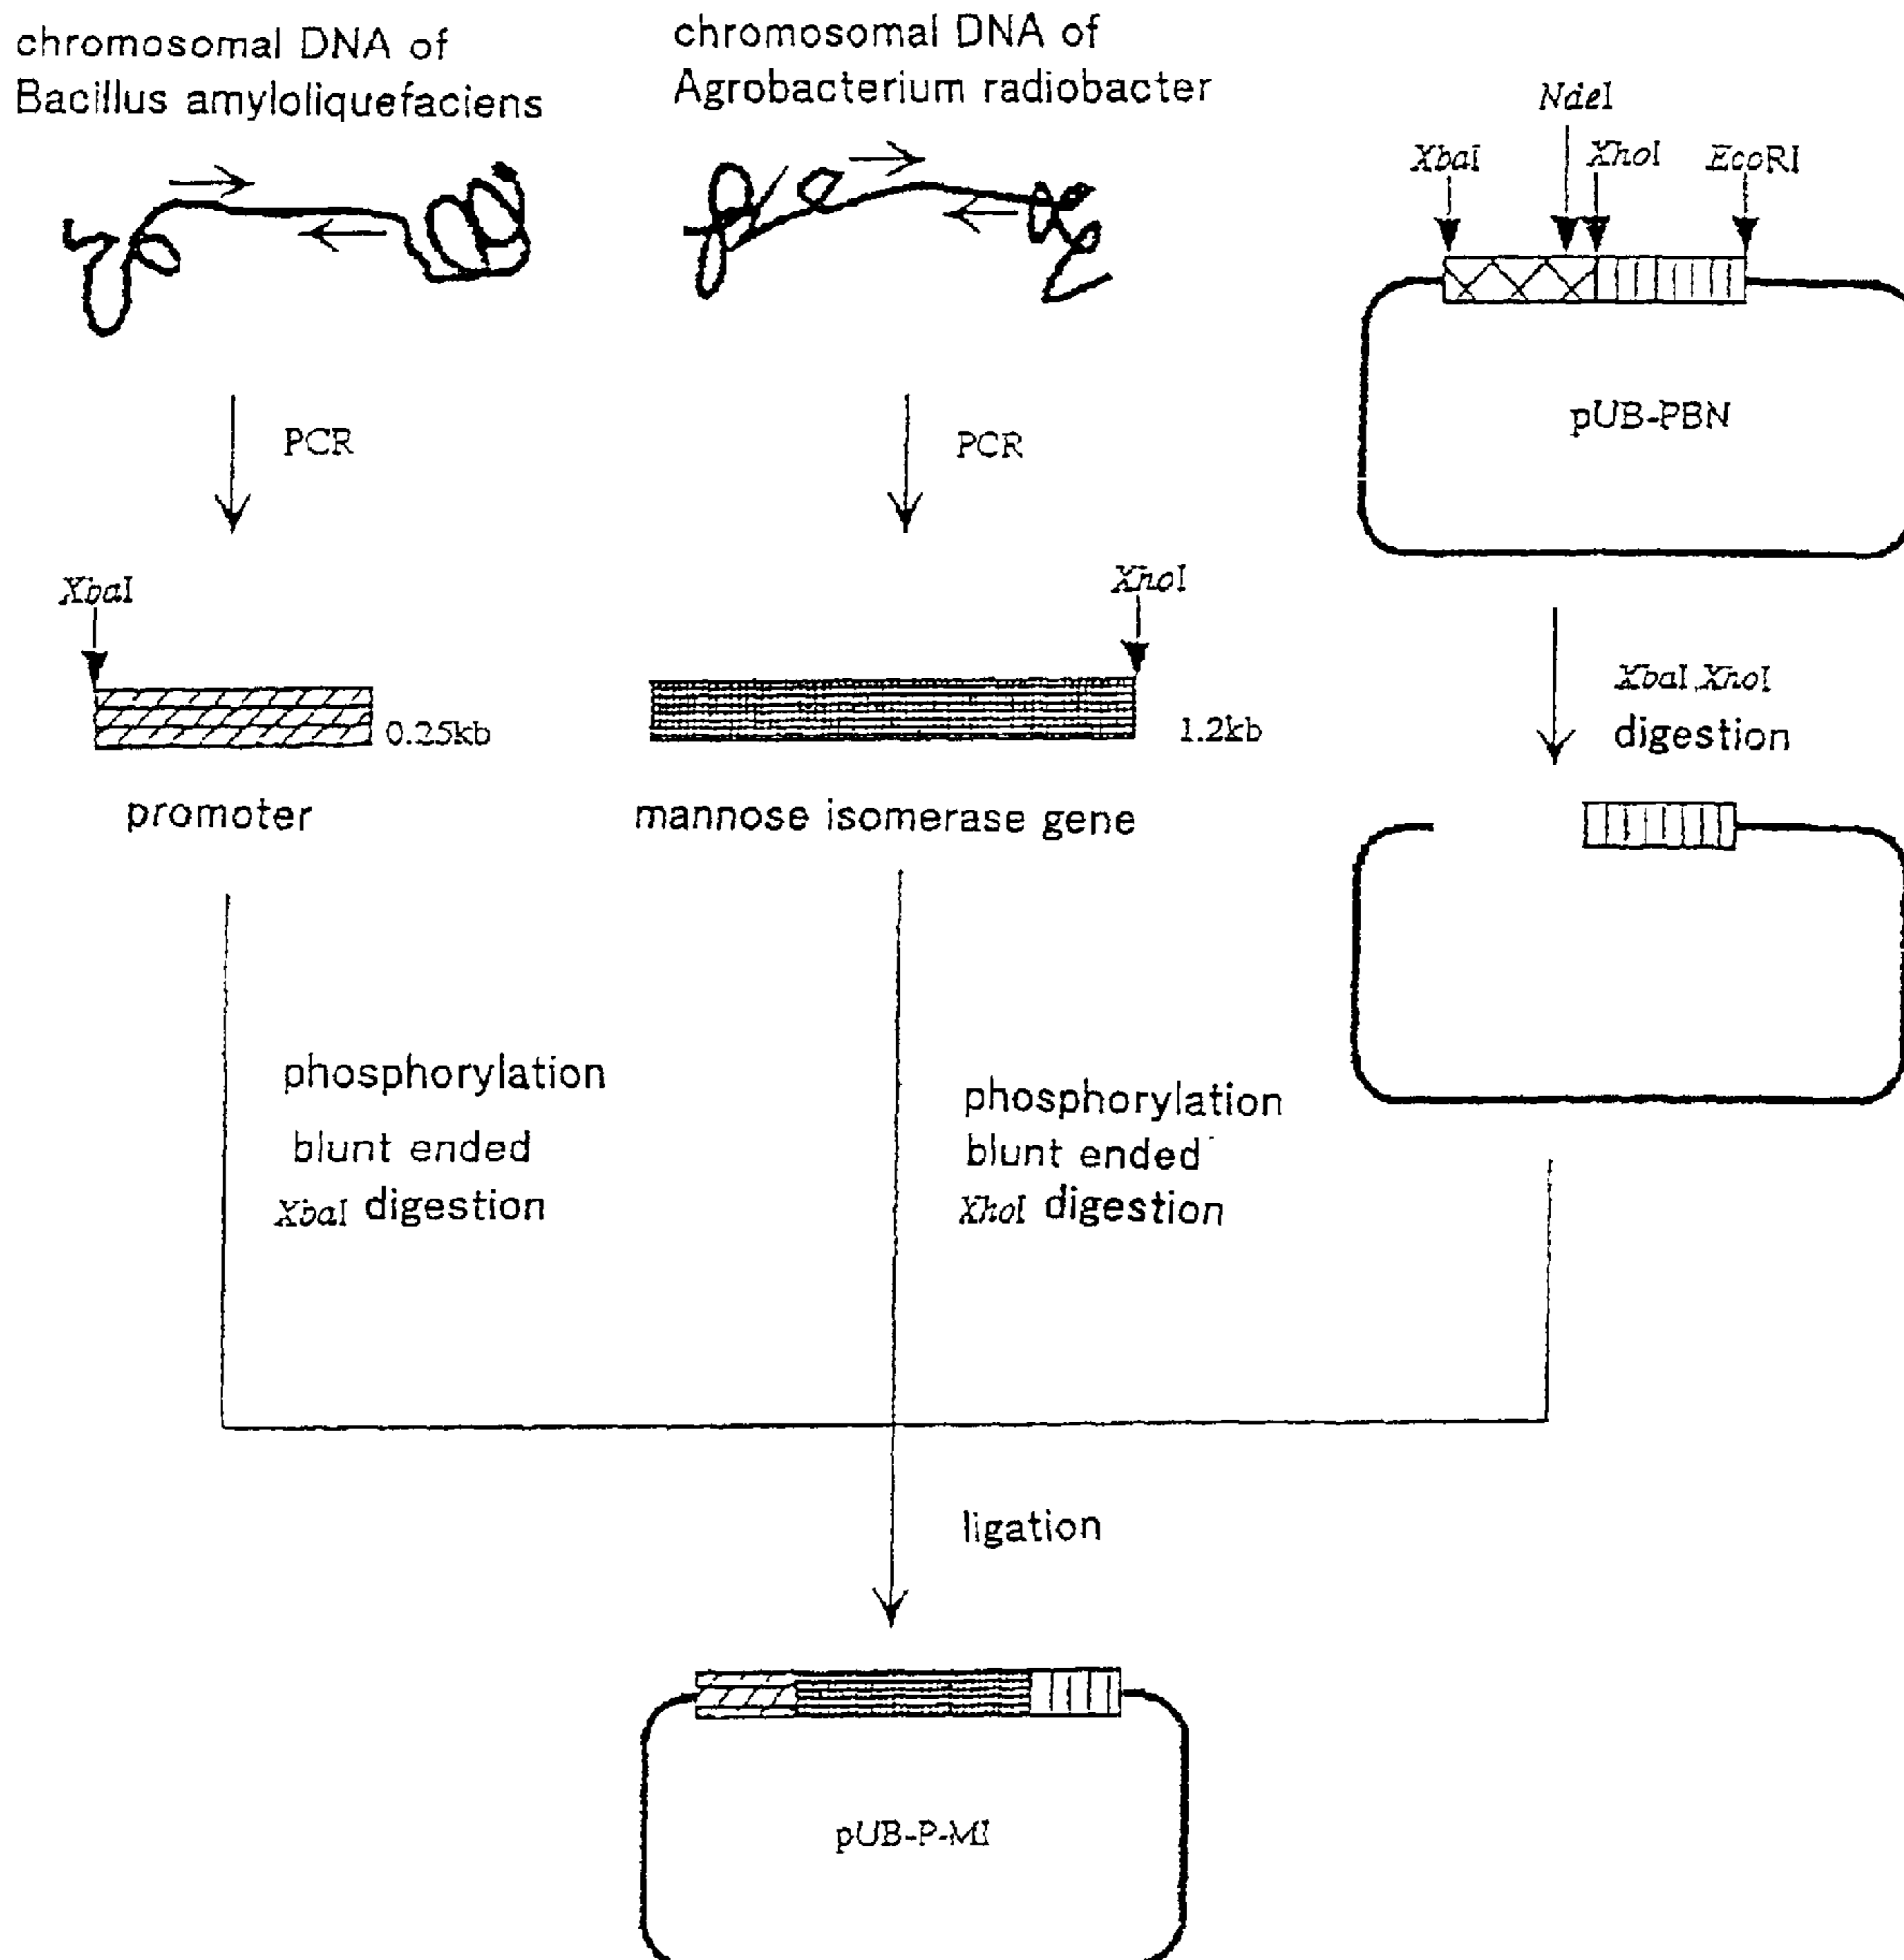 chromosomal DNA of
Bacillus amyloliquefaciens
chromosomal DNA of
Agrobacterium radiobacter
NdeI
XbaI
XhoI
EcoRI
pUB-PBN
PCR
PCR
XbaI
XhoI
0.25kb
1.2kb
XbaI,XhoI
digestion
promoter
mannose isomerase gene
phosphorylation
blunt ended
XbaI digestion
phosphorylation
blunt ended
XhoI digestion
ligation
pUB-P-MI